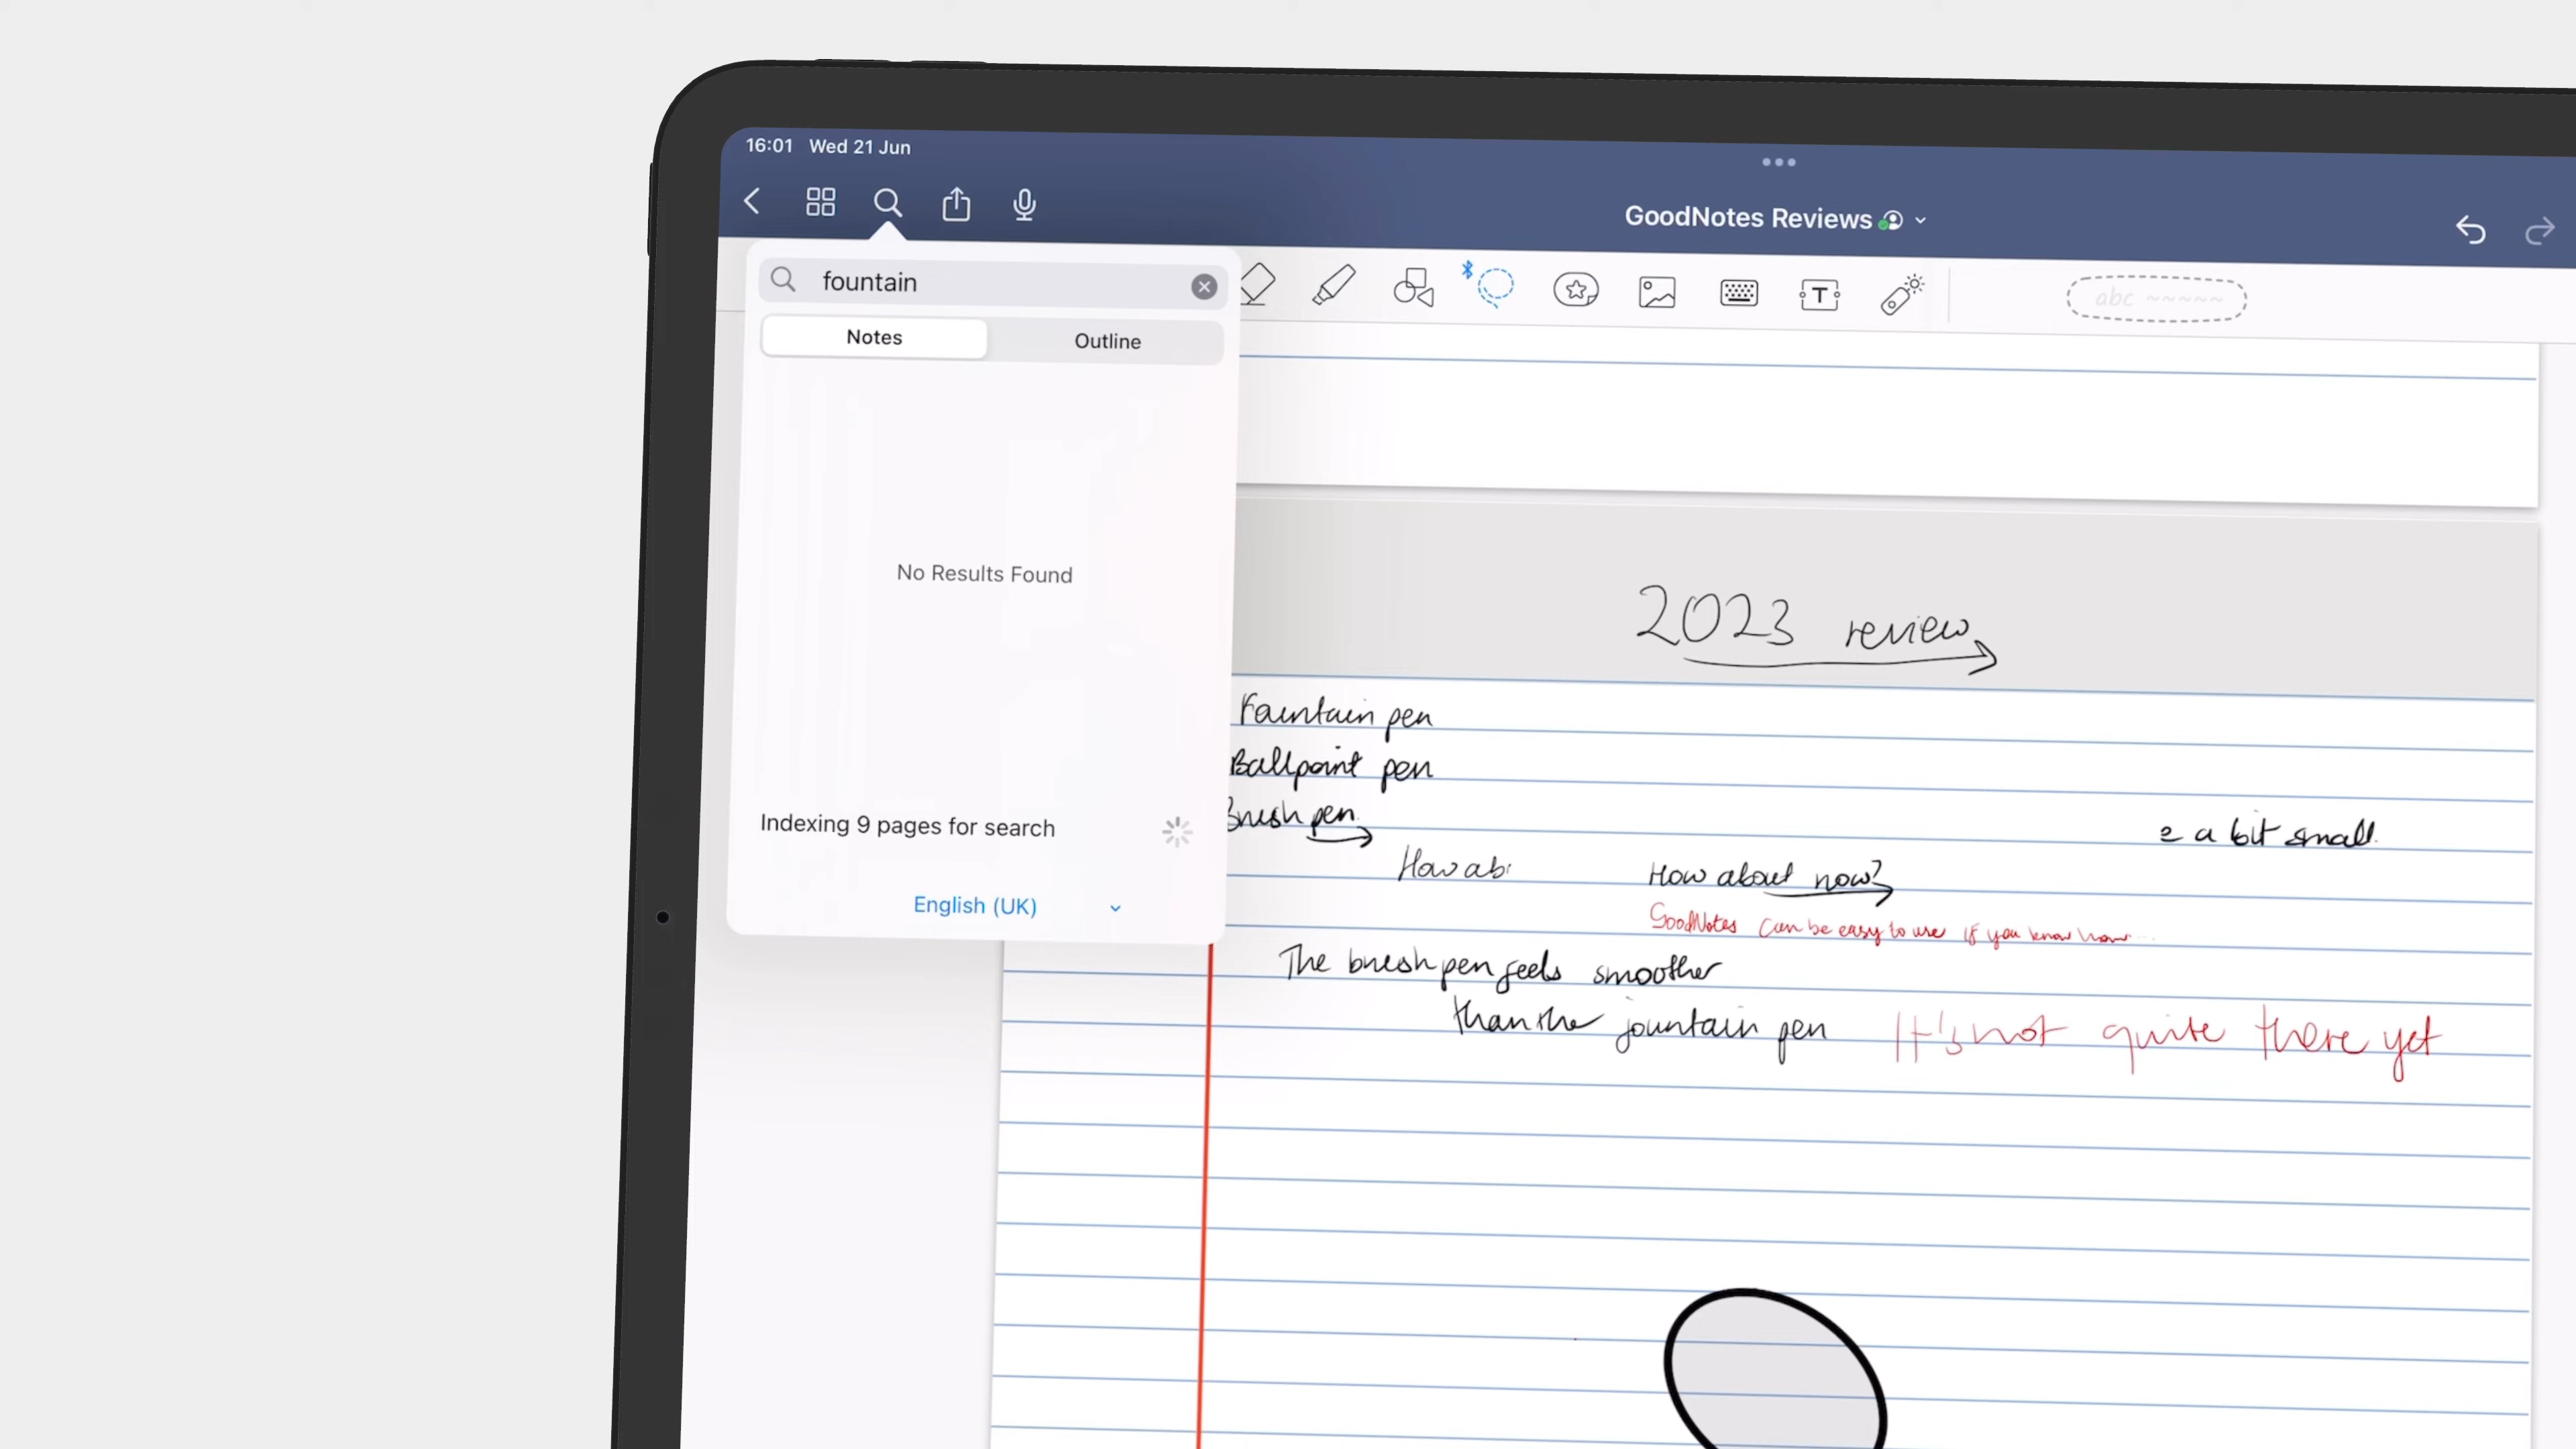 16:01 Wed 21 Jun
GoodNotes Reviews
fountain
abc ~~~~~
Notes Outline
No Results Found
Indexing 9 pages for search
English (UK)
2023 review
Fountain pen
Ballpoint pen
Brush pen
a bit small.
How ab
How about now?
GoodNotes can be easy to use if you know how...
The brush pen feels smoother
than the fountain pen
It's not quite there yet
T